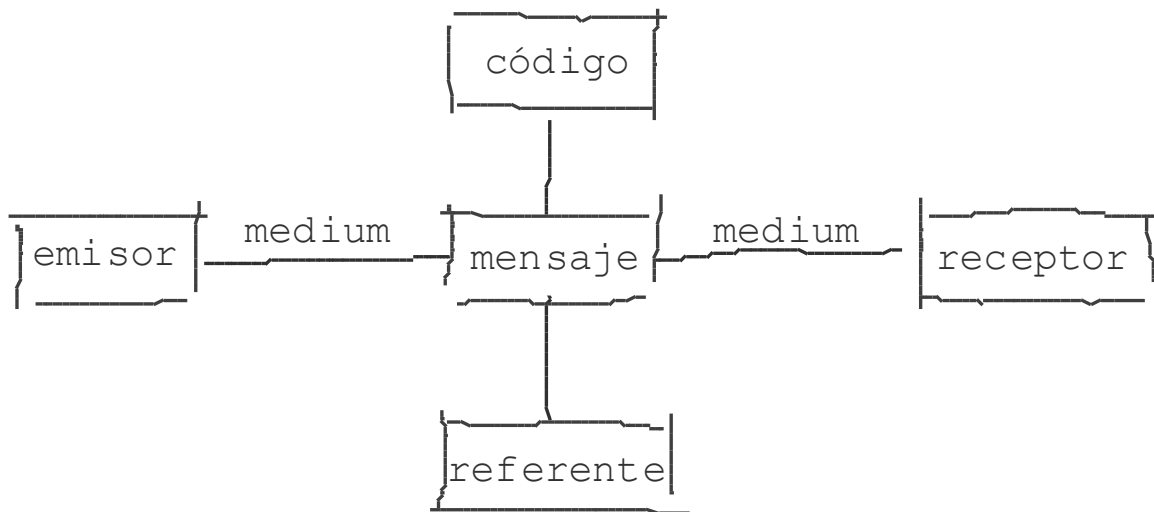 código
medium medium
emisor mensaje receptor
referente